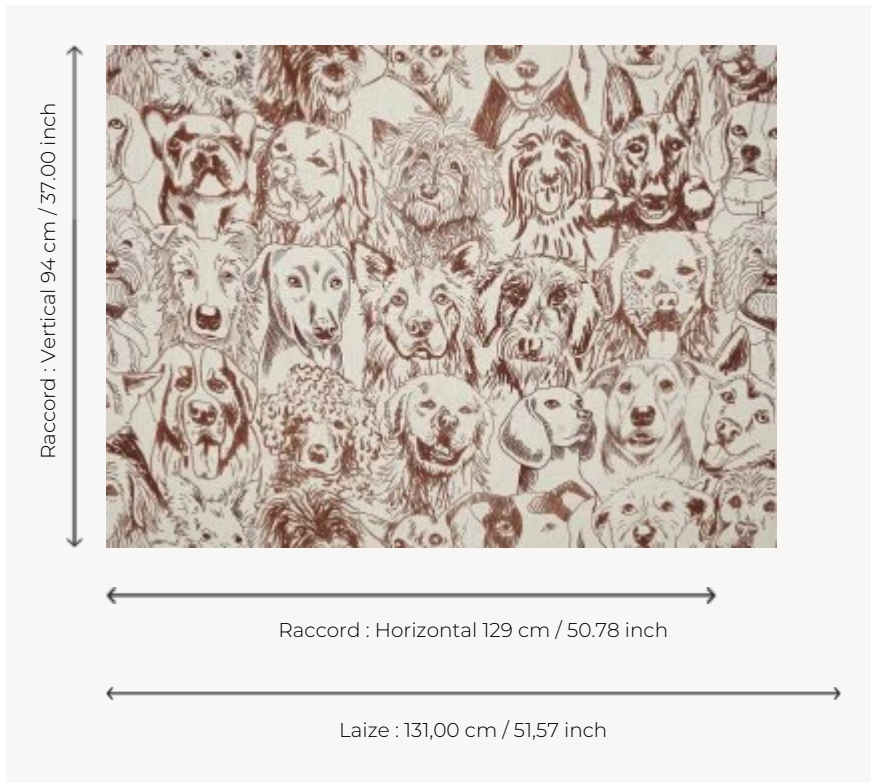 Raccord : Vertical 94 cm / 37.00 inch
Raccord : Horizontal 129 cm / 50.78 inch
Laize : 131,00 cm / 51,57 inch